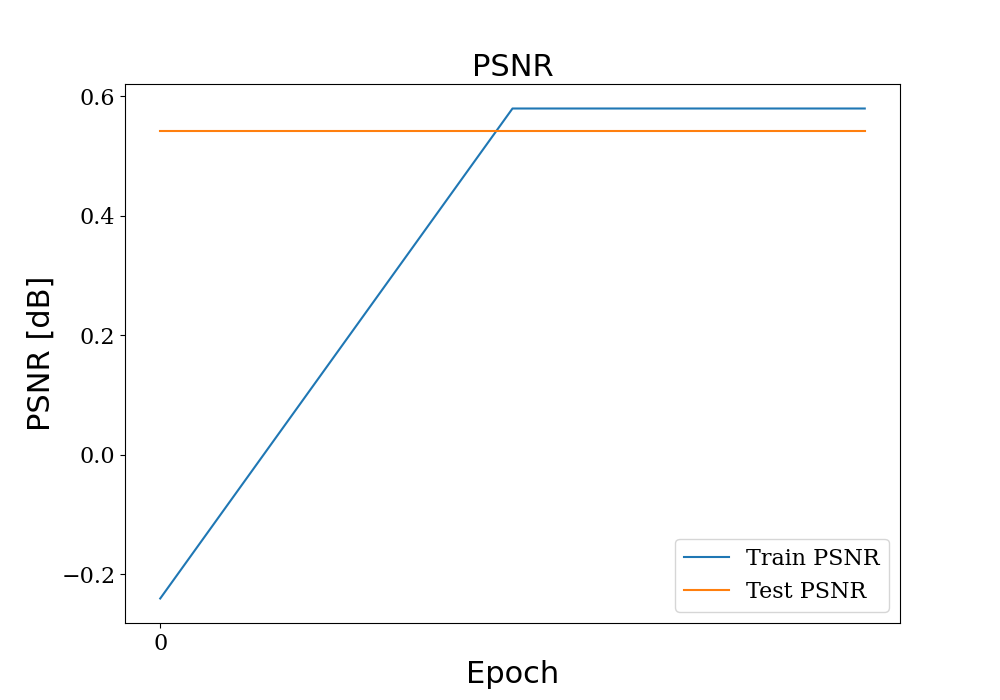 PSNR
0.6
0.4
0.2
0.0
−0.2
PSNR [dB]
Train PSNR
Test PSNR
0
Epoch